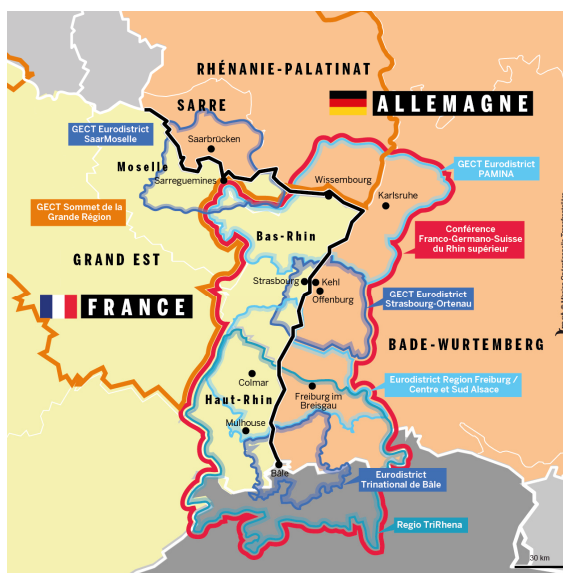 RHÉNANIE-PALATINAT
SARRE
ALLEMAGNE
GECT Eurodistrict
SaarMoselle
Saarbrücken
Moselle
Sarreguemines
Wissembourg
GECT Eurodistrict
PAMINA
Karlsruhe
GECT Sommet de la
Grande Région
Bas-Rhin
Conférence
Franco-Germano-Suisse
du Rhin supérieur
GRAND EST
Strasbourg
Kehl
Offenburg
GECT Eurodistrict
Strasbourg-Ortenau
FRANCE
BADE-WURTEMBERG
Colmar
Eurodistrict Region Freiburg /
Centre et Sud Alsace
Haut-Rhin
Freiburg im
Breisgau
Mulhouse
Bâle
Eurodistrict
Trinational de Bâle
Regio TriRhena
30 km